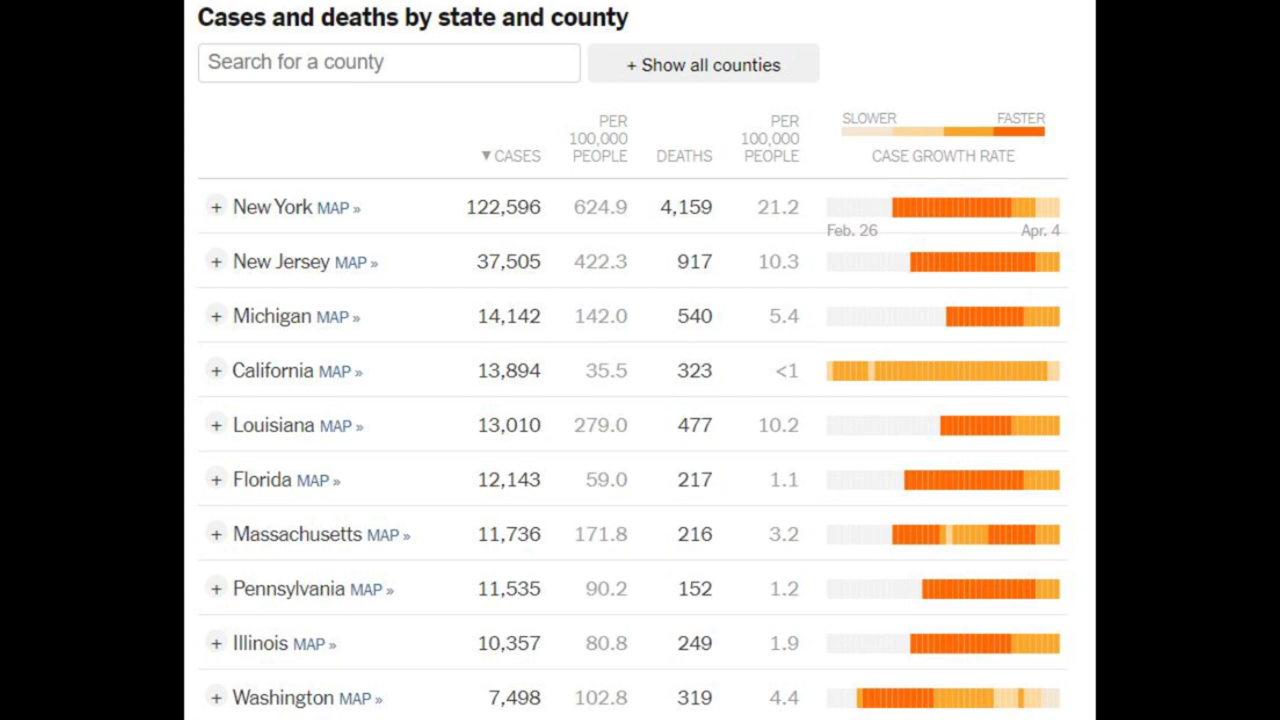 Cases and deaths by state and county
Search for a county
+ Show all counties
▼ CASES PER 100,000 PEOPLE DEATHS PER 100,000 PEOPLE SLOWER FASTER CASE GROWTH RATE
+ New York MAP » 122,596 624.9 4,159 21.2
Feb. 26 Apr. 4
+ New Jersey MAP » 37,505 422.3 917 10.3
+ Michigan MAP » 14,142 142.0 540 5.4
+ California MAP » 13,894 35.5 323 <1
+ Louisiana MAP » 13,010 279.0 477 10.2
+ Florida MAP » 12,143 59.0 217 1.1
+ Massachusetts MAP » 11,736 171.8 216 3.2
+ Pennsylvania MAP » 11,535 90.2 152 1.2
+ Illinois MAP » 10,357 80.8 249 1.9
+ Washington MAP » 7,498 102.8 319 4.4